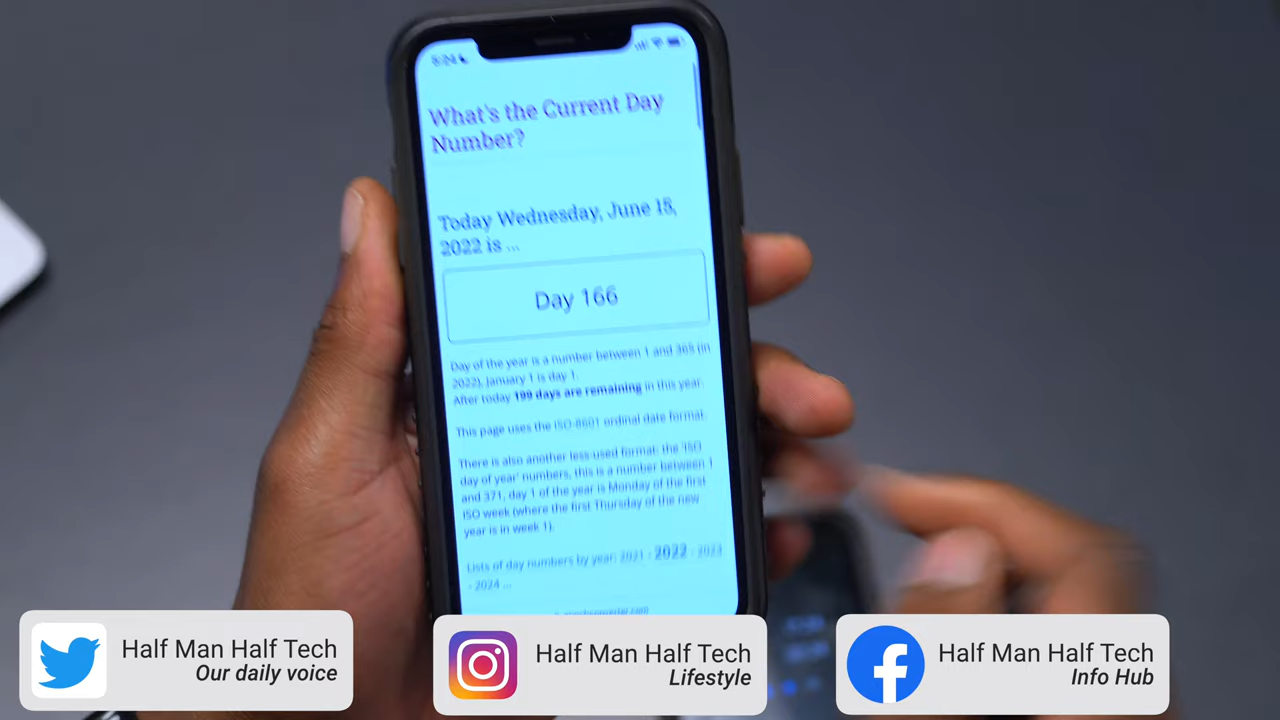 5:24
What's the Current Day
Number?
Today Wednesday, June 15,
2022 is ...
Day 166
Day of the year is a number between 1 and 365 (in
2022), January 1 is day 1.
After today 199 days are remaining in this year.
This page uses the ISO-8601 ordinal date format.
There is also another less-used format: the 'ISO
day of year' numbers, this is a number between 1
and 371, day 1 of the year is Monday of the first
ISO week (where the first Thursday of the new
year is in week 1).
Lists of day numbers by year: 2021 - 2022 - 2023
- 2024 ...
Half Man Half Tech
Our daily voice
Half Man Half Tech
Lifestyle
Half Man Half Tech
Info Hub